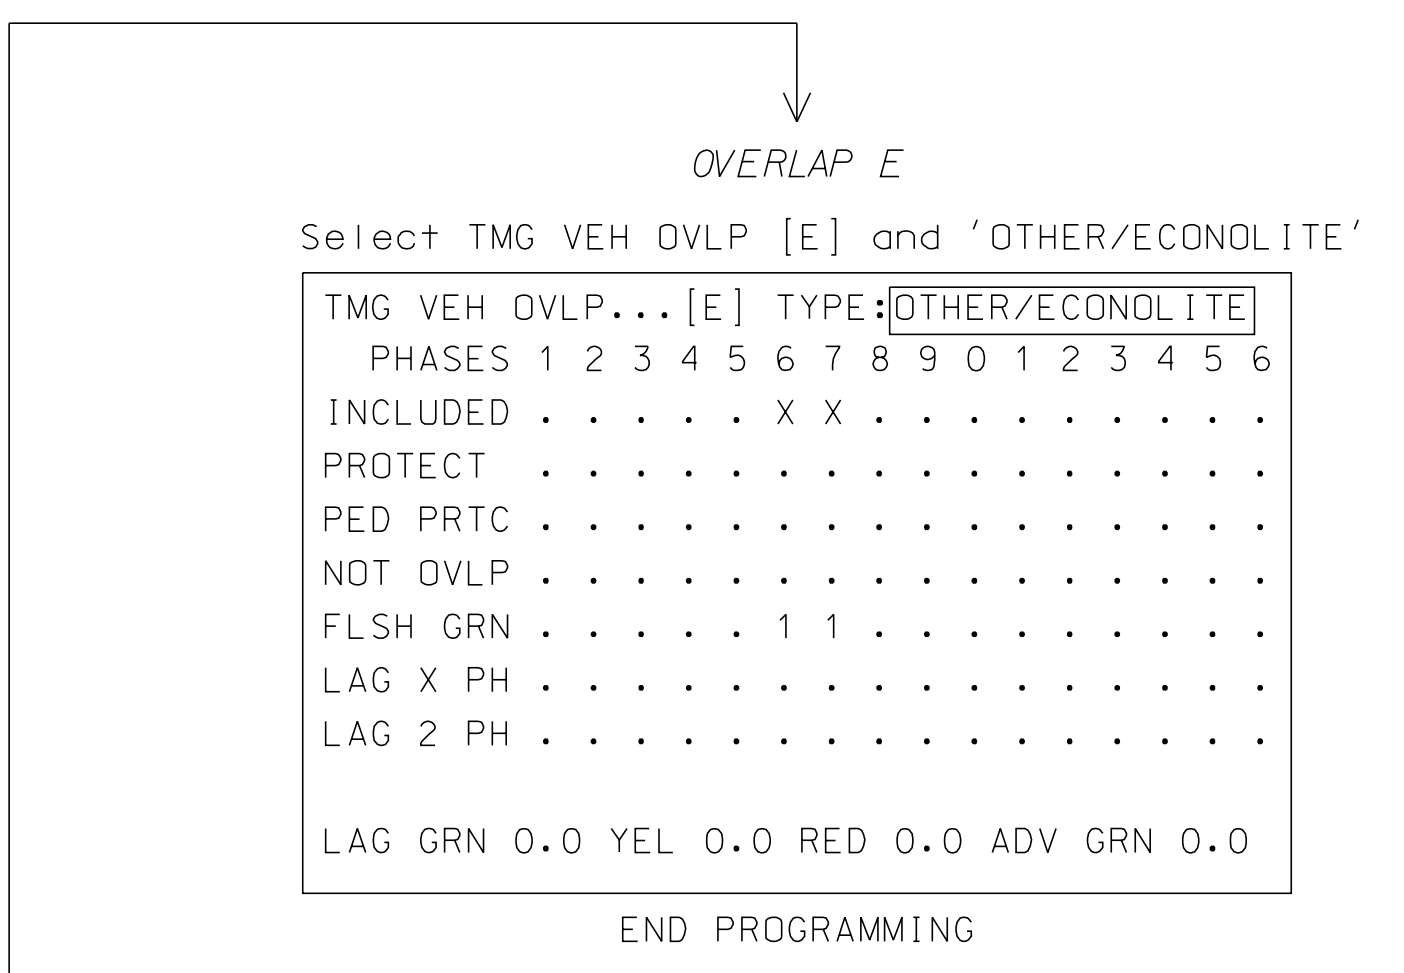 OVERLAP E
Select TMG VEH OVLP [E] and 'OTHER/ECONOLITE'
TMG VEH OVLP...[E] TYPE:OTHER/ECONOLITE
PHASES 1 2 3 4 5 6 7 8 9 0 1 2 3 4 5 6
INCLUDED . . . . . X X . . . . . . . . .
PROTECT . . . . . . . . . . . . . . . .
PED PRTC . . . . . . . . . . . . . . . .
NOT OVLP . . . . . . . . . . . . . . . .
FLSH GRN . . . . . 1 1 . . . . . . . . .
LAG X PH . . . . . . . . . . . . . . . .
LAG 2 PH . . . . . . . . . . . . . . . .
LAG GRN 0.0 YEL 0.0 RED 0.0 ADV GRN 0.0
END PROGRAMMING